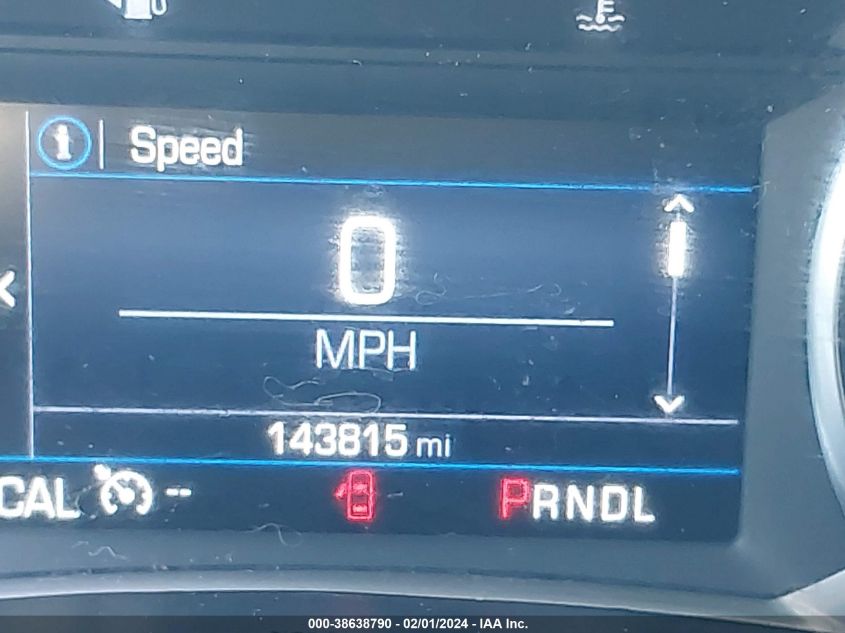 Speed
0
MPH
143815 mi
CAL -- PRNDL
000-38638790 - 02/01/2024 - IAA Inc.